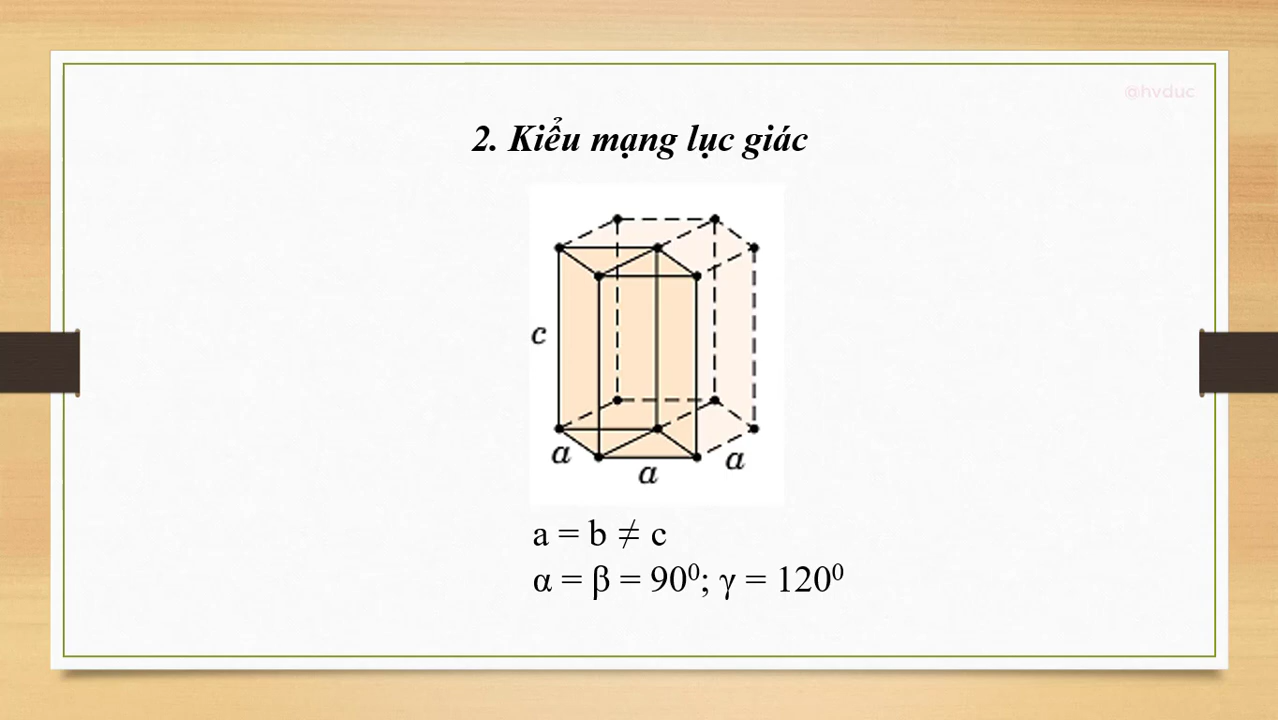 @hvduc
2. Kiểu mạng lục giác
c
a
a
a
a = b ≠ c
α = β = 90⁰; γ = 120⁰